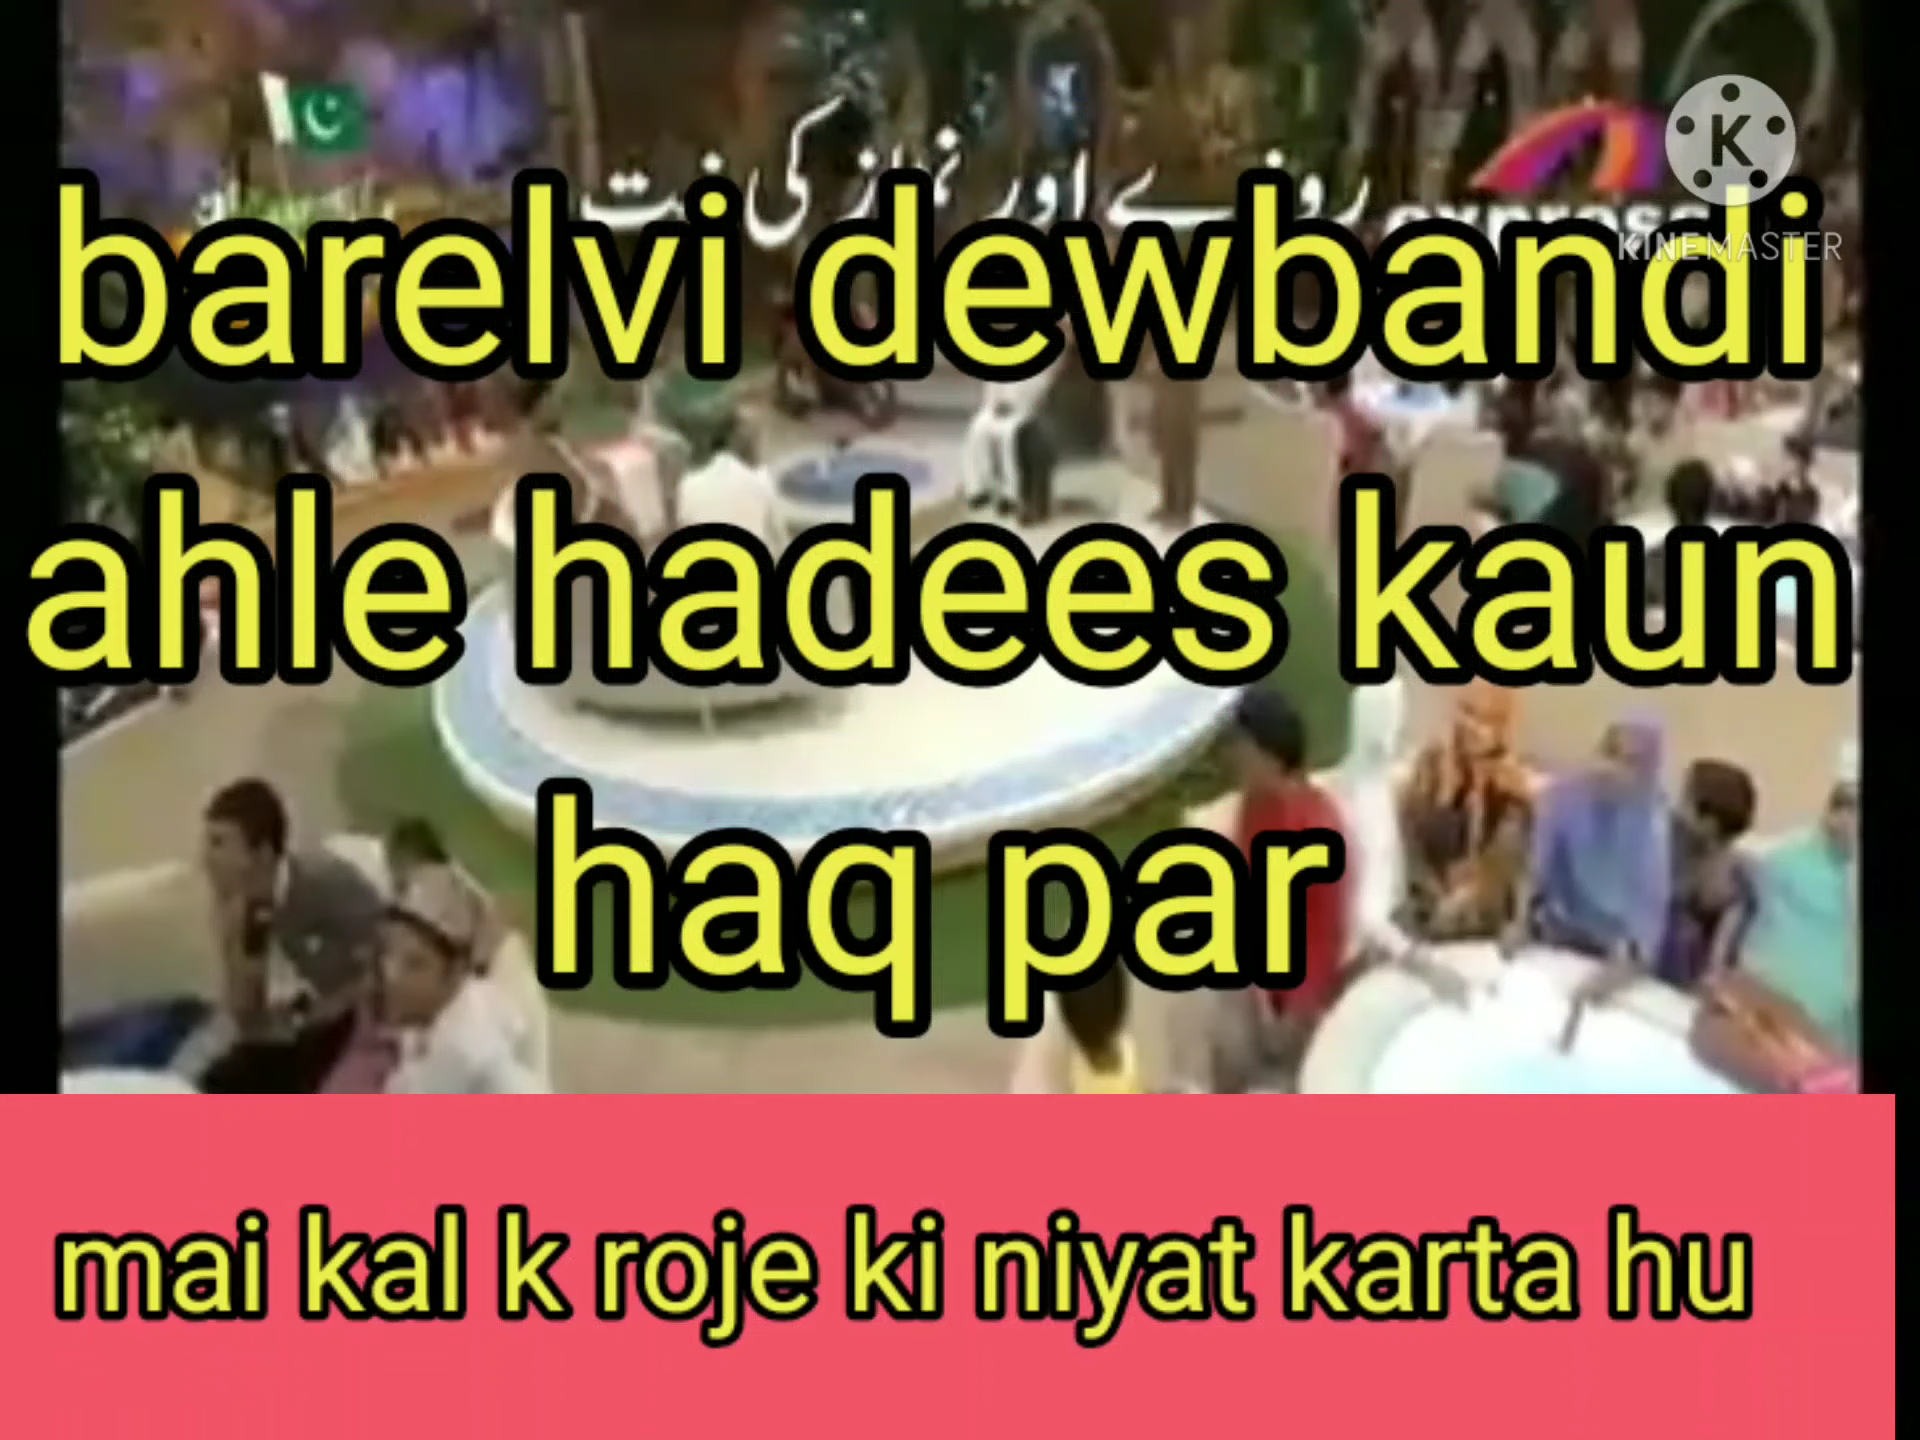 روزے اور نماز کی نیت
K
express
KINEMASTER
barelvi dewbandi
ahle hadees kaun
haq par
mai kal k roje ki niyat karta hu